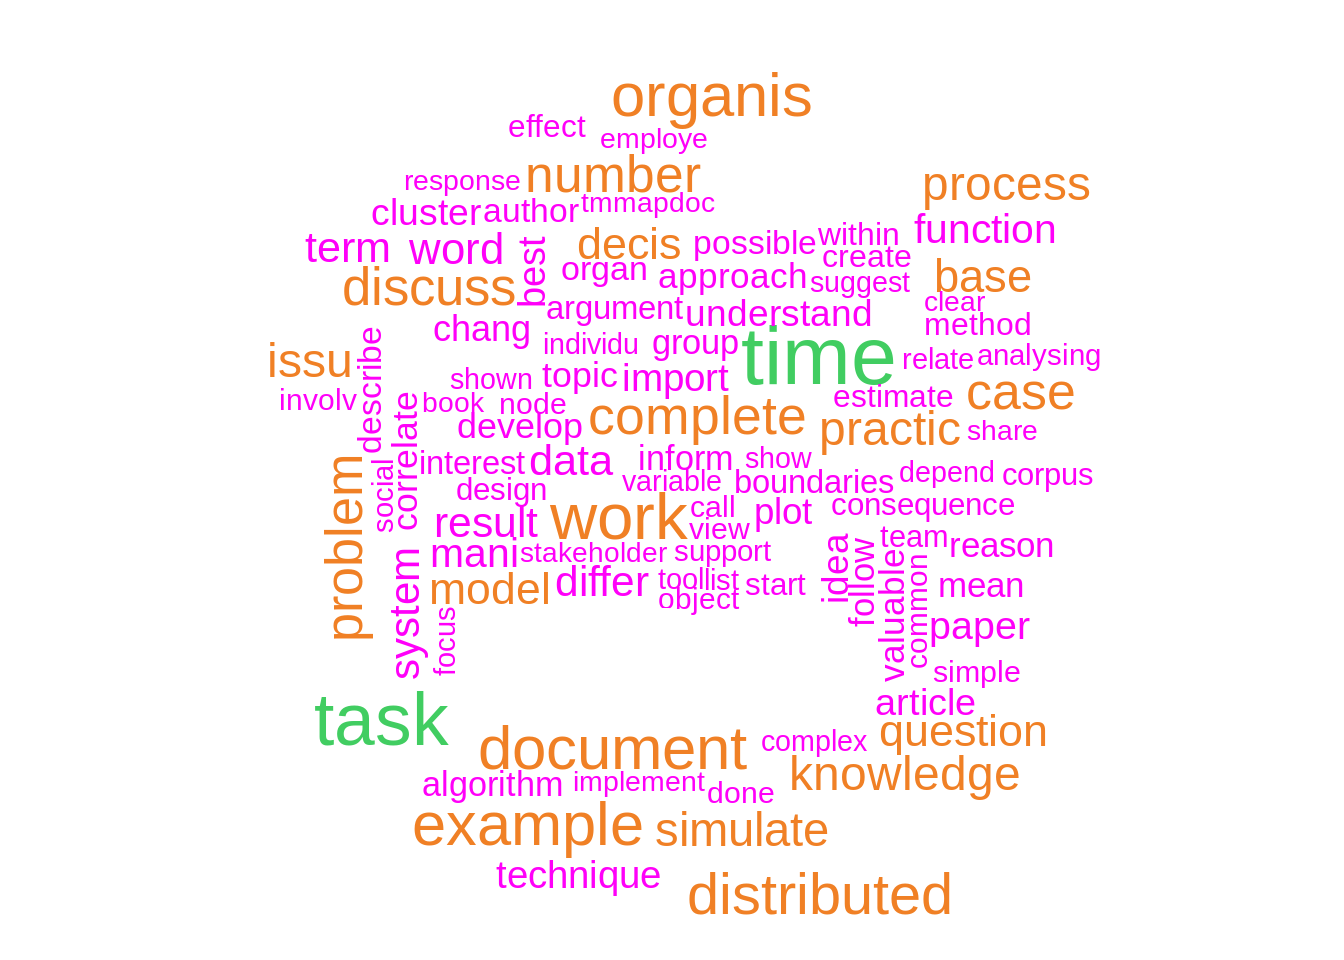 organis
effect
employe
number
response
process
tmmapdoc
cluster
author
function
term
word
best
decis
possible
within
create
discuss
organ
approach
suggest
base
clear
argument
understand
method
chang
individu
group
time
relate
analysing
issu
describe
shown
topic
import
estimate
case
involv
book
node
develop
complete
practic
share
correlate
interest
data
inform
show
depend
corpus
problem
social
design
variable
boundaries
result
work
call
view
plot
consequence
team
reason
mani
stakeholder
support
idea
follow
valuable
common
mean
system
model
differ
toollist
object
start
focus
paper
simple
task
article
document
complex
question
algorithm
implement
done
knowledge
example
simulate
technique
distributed